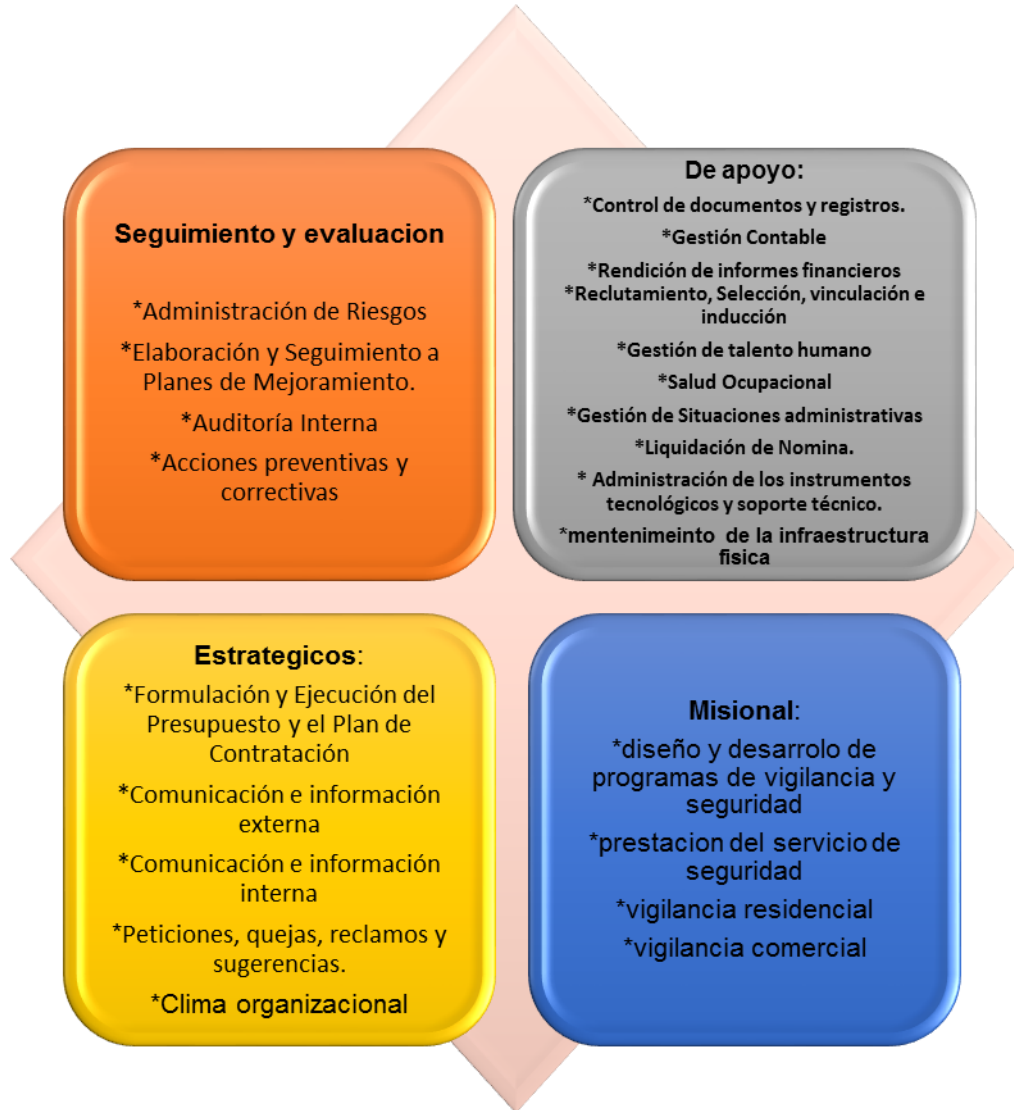 Seguimiento y evaluacion
*Administración de Riesgos
*Elaboración y Seguimiento a
Planes de Mejoramiento.
*Auditoría Interna
*Acciones preventivas y
correctivas
De apoyo:
*Control de documentos y registros.
*Gestión Contable
*Rendición de informes financieros
*Reclutamiento, Selección, vinculación e
inducción
*Gestión de talento humano
*Salud Ocupacional
*Gestión de Situaciones administrativas
*Liquidación de Nomina.
* Administración de los instrumentos
tecnológicos y soporte técnico.
*mentenimeinto de la infraestructura
fisica
Estrategicos:
*Formulación y Ejecución del
Presupuesto y el Plan de
Contratación
*Comunicación e información
externa
*Comunicación e información
interna
*Peticiones, quejas, reclamos y
sugerencias.
*Clima organizacional
Misional:
*diseño y desarrolo de
programas de vigilancia y
seguridad
*prestacion del servicio de
seguridad
*vigilancia residencial
*vigilancia comercial